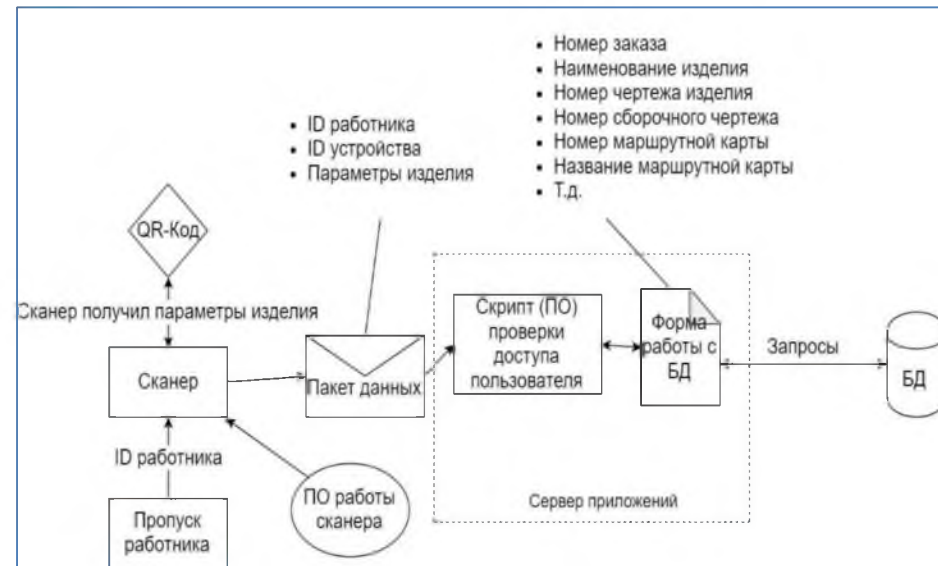 • Номер заказа
• Наименование изделия
• Номер чертежа изделия
• Номер сборочного чертежа
• Номер маршрутной карты
• Название маршрутной карты
• Т.д.
• ID работника
• ID устройства
• Параметры изделия
QR-Код
Сканер получил параметры изделия
Сканер
Пакет данных
Скрипт (ПО)
проверки
доступа
пользователя
Форма
работы с
БД
Запросы
БД
ID работника
Пропуск
работника
ПО работы
сканера
Сервер приложений